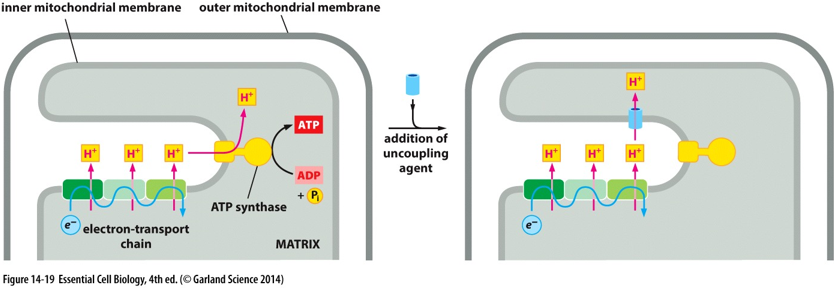 inner mitochondrial membrane
outer mitochondrial membrane
H⁺
ATP
H⁺
H⁺
H⁺
ADP
+ Pi
ATP synthase
e⁻
electron-transport
chain
MATRIX
addition of
uncoupling
agent
H⁺
H⁺
H⁺
H⁺
e⁻
Figure 14-19 Essential Cell Biology, 4th ed. (© Garland Science 2014)